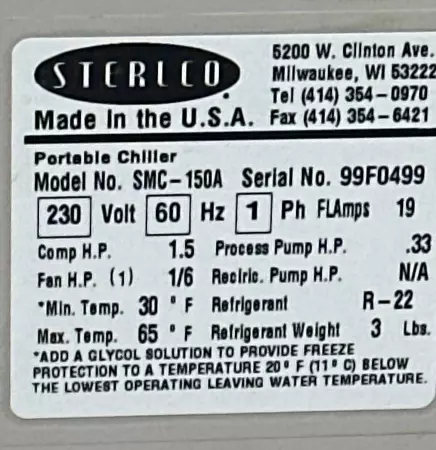 STERLCO
5200 W. Clinton Ave.
Milwaukee, WI 53222
Tel (414) 354-0970
Made In the U.S.A. Fax (414) 354-6421
Portable Chiller
Model No. SMC-150A Serial No. 99F0499
230 Volt 60 Hz 1 Ph FLAmps 19
Comp H.P. 1.5 Process Pump H.P. .33
Fan H.P. (1) 1/6 Recirc. Pump H.P. N/A
*Min. Temp. 30 ° F Refrigerant R-22
Max. Temp. 65 ° F Refrigerant Weight 3 Lbs.
*ADD A GLYCOL SOLUTION TO PROVIDE FREEZE
PROTECTION TO A TEMPERATURE 20° F (11° C) BELOW
THE LOWEST OPERATING LEAVING WATER TEMPERATURE.